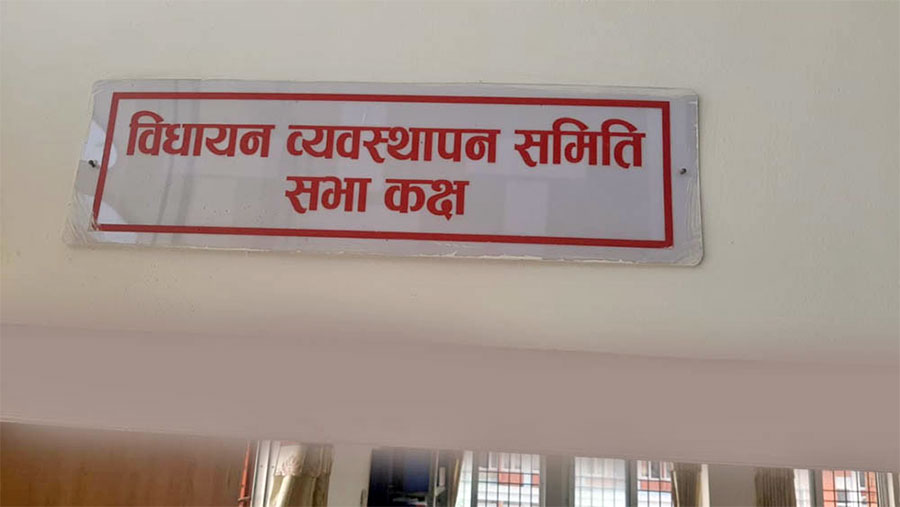 विधायन व्यवस्थापन समिति
सभा कक्ष